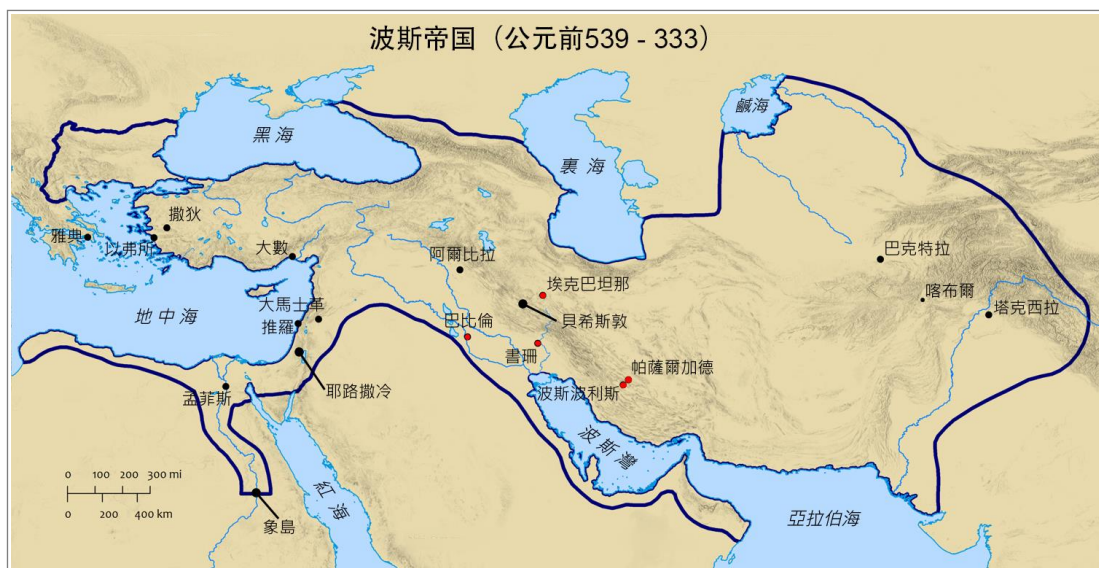 波斯帝国（公元前539 - 333）
鹹海
黑海
裏海
撒狄
雅典
以弗所
大數
阿爾比拉
巴克特拉
埃克巴坦那
喀布爾
大馬士革
地中海
推羅
巴比倫
貝希斯敦
塔克西拉
書珊
帕薩爾加德
耶路撒冷
孟菲斯
波斯波利斯
波斯灣
0 100 200 300 mi
0 200 400 km
紅海
亞拉伯海
象島